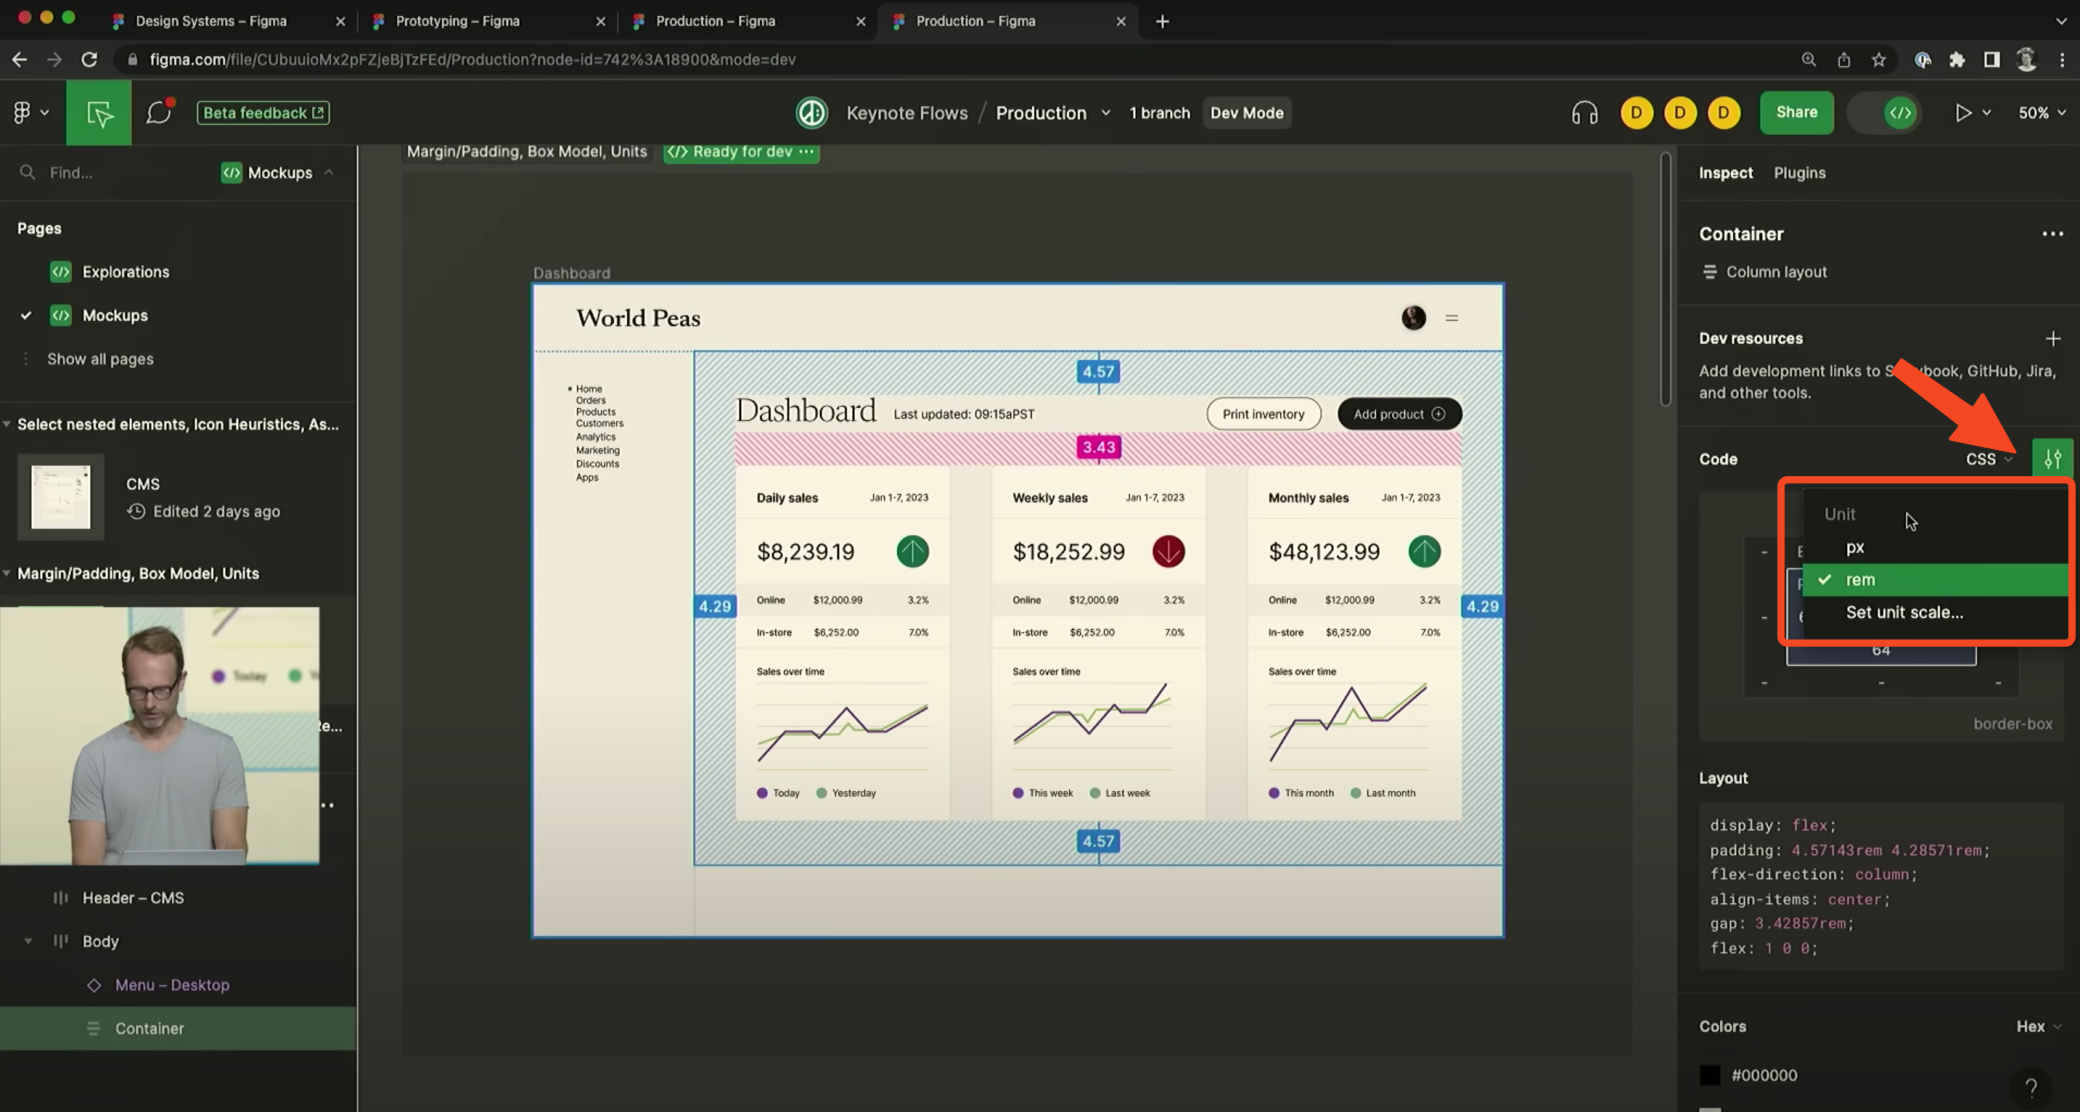 Design Systems – Figma
Prototyping – Figma
Production – Figma
Production – Figma
figma.com/file/CUbuuioMx2pFZjeBjTzFEd/Production?node-id=742%3A18900&mode=dev
Beta feedback
Keynote Flows / Production
1 branch
Dev Mode
D
D
D
Share
50%
Find...
Mockups
Pages
Explorations
Mockups
Show all pages
Select nested elements, Icon Heuristics, As...
CMS
Edited 2 days ago
Margin/Padding, Box Model, Units
Today
Header – CMS
Body
Menu – Desktop
Container
Margin/Padding, Box Model, Units
Ready for dev
Dashboard
World Peas
Home
Orders
Products
Customers
Analytics
Marketing
Discounts
Apps
4.57
Dashboard
Last updated: 09:15aPST
Print inventory
Add product
3.43
4.29
4.29
Daily sales
Jan 1-7, 2023
$8,239.19
Online $12,000.99 3.2%
In-store $6,252.00 7.0%
Sales over time
Today
Yesterday
Weekly sales
Jan 1-7, 2023
$18,252.99
Online $12,000.99 3.2%
In-store $6,252.00 7.0%
Sales over time
This week
Last week
Monthly sales
Jan 1-7, 2023
$48,123.99
Online $12,000.99 3.2%
In-store $6,252.00 7.0%
Sales over time
This month
Last month
4.57
Inspect
Plugins
Container
Column layout
Dev resources
Add development links to GitHub, Jira,
and other tools.
Code
CSS
Unit
px
rem
Set unit scale...
64
border-box
Layout
display: flex;
padding: 4.57143rem 4.28571rem;
flex-direction: column;
align-items: center;
gap: 3.42857rem;
flex: 1 0 0;
Colors
Hex
#000000
?